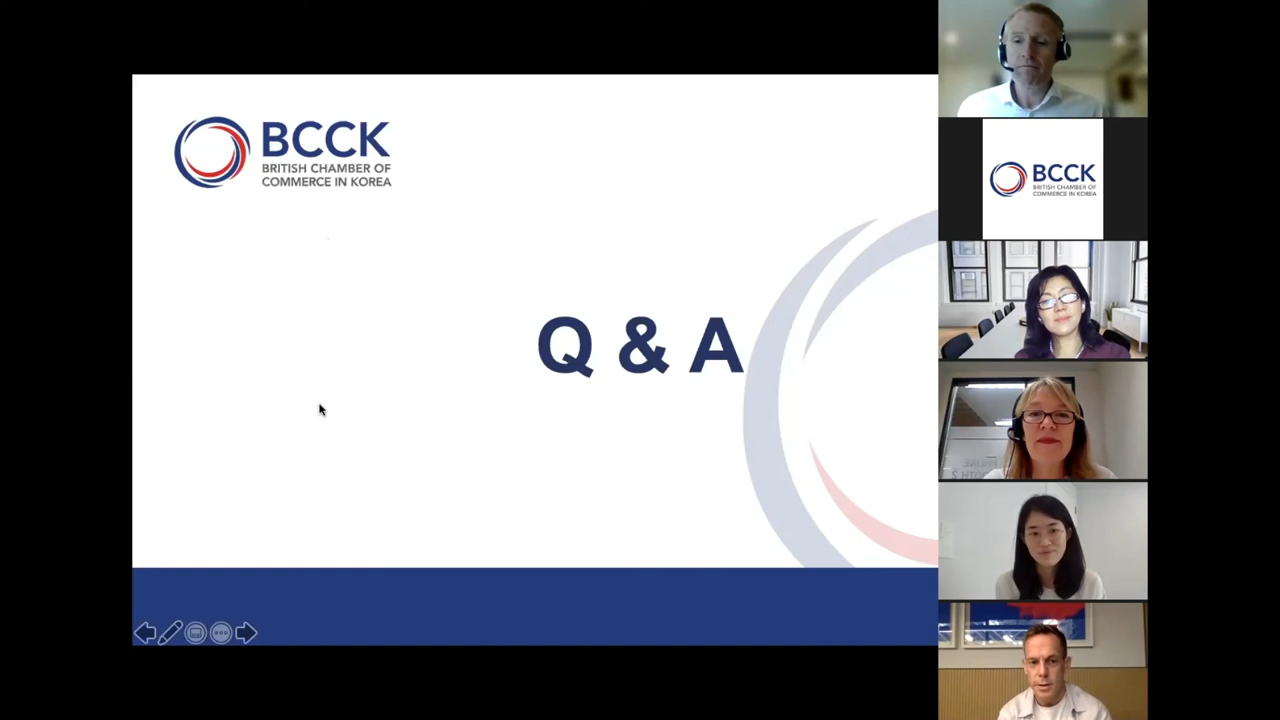 BCCK
BRITISH CHAMBER OF
COMMERCE IN KOREA
Q & A
BCCK
BRITISH CHAMBER OF
COMMERCE IN KOREA